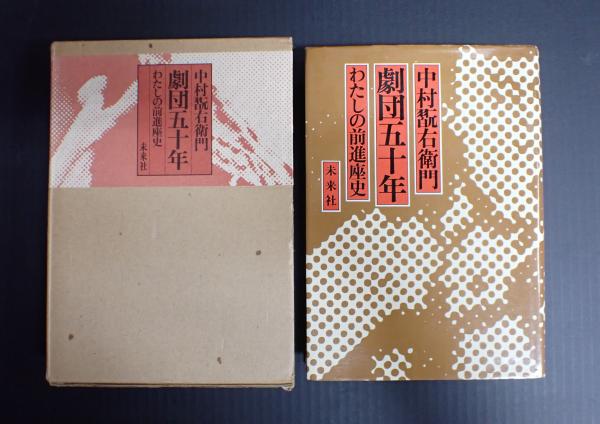 中村翫右衛門
劇団五十年
わたしの前進座史
未来社
中村翫右衛門
劇団五十年
わたしの前進座史
未来社